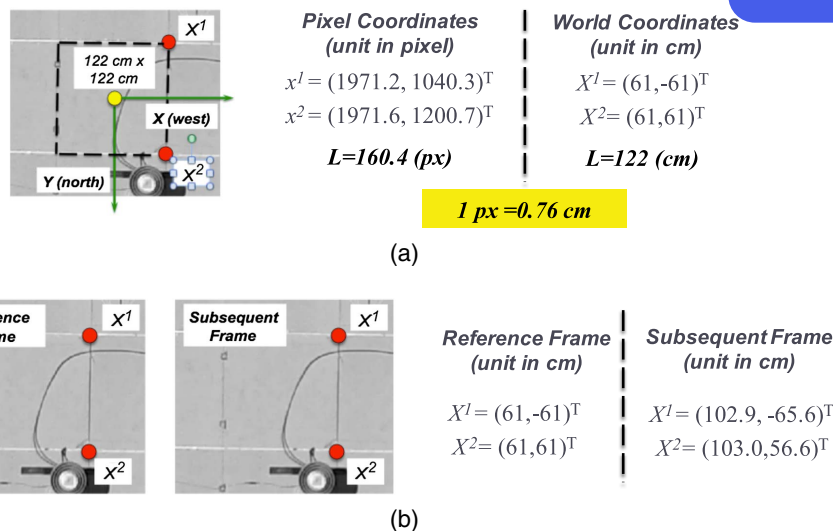 X¹
122 cm x
122 cm
X (west)
Y (north)
X²
Pixel Coordinates
(unit in pixel)
x¹ = (1971.2, 1040.3)ᵀ
x² = (1971.6, 1200.7)ᵀ
L=160.4 (px)
World Coordinates
(unit in cm)
X¹ = (61,-61)ᵀ
X²= (61,61)ᵀ
L=122 (cm)
1 px =0.76 cm
(a)
X¹
X²
Subsequent
Frame
X¹
X²
Reference Frame
(unit in cm)
X¹ = (61,-61)ᵀ
X²= (61,61)ᵀ
Subsequent Frame
(unit in cm)
X¹ = (102.9, -65.6)ᵀ
X²= (103.0,56.6)ᵀ
(b)